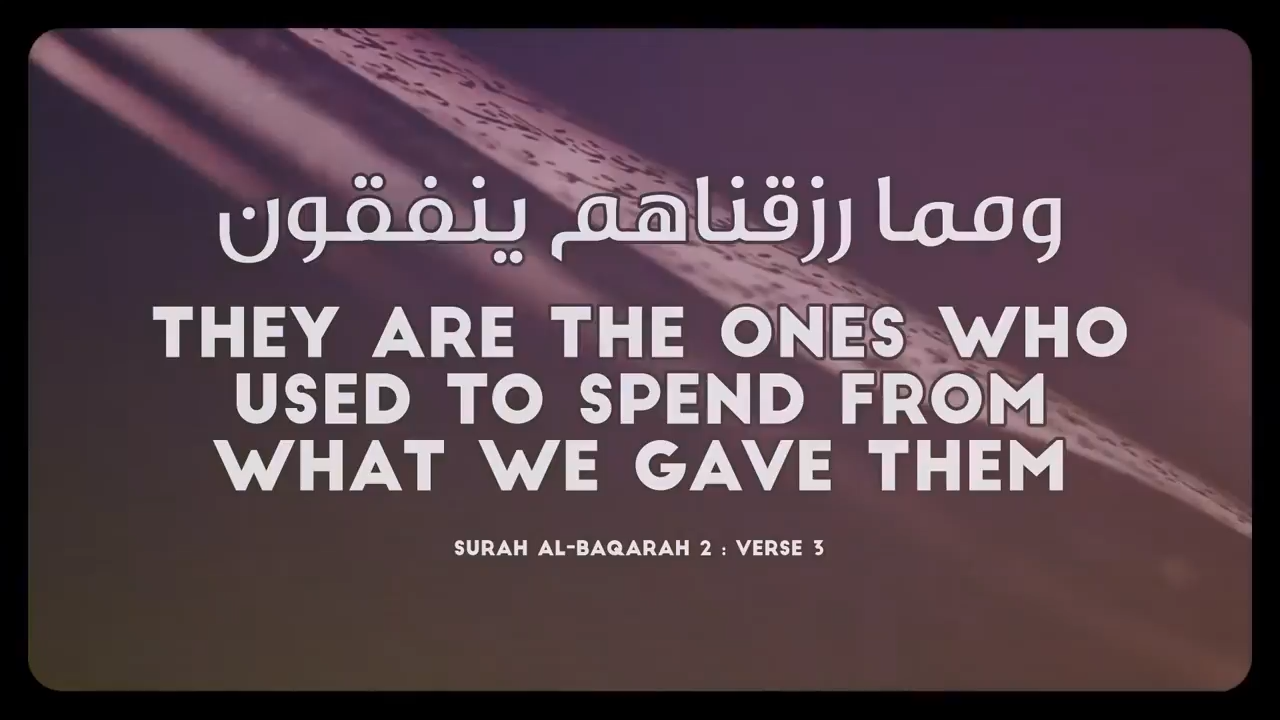 ومما رزقناهم ينفقون
THEY ARE THE ONES WHO
USED TO SPEND FROM
WHAT WE GAVE THEM
SURAH AL-BAQARAH 2 : VERSE 3